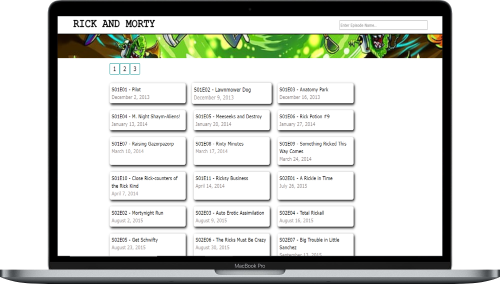 RICK AND MORTY
Enter Episode Name
1 2 3
S01E01 - Pilot
December 2, 2013
S01E02 - Lawnmower Dog
December 9, 2013
S01E03 - Anatomy Park
December 16, 2013
S01E04 - M. Night Shaym-Aliens!
January 13, 2014
S01E05 - Meeseeks and Destroy
January 20, 2014
S01E06 - Rick Potion #9
January 27, 2014
S01E07 - Raising Gazorpazorp
March 10, 2014
S01E08 - Rixty Minutes
March 17, 2014
S01E09 - Something Ricked This
Way Comes
March 24, 2014
S01E10 - Close Rick-counters of
the Rick Kind
April 7, 2014
S01E11 - Ricksy Business
April 14, 2014
S02E01 - A Rickle in Time
July 26, 2015
S02E02 - Mortynight Run
August 2, 2015
S02E03 - Auto Erotic Assimilation
August 9, 2015
S02E04 - Total Rickall
August 16, 2015
S02E05 - Get Schwifty
August 23, 2015
S02E06 - The Ricks Must Be Crazy
August 30, 2015
S02E07 - Big Trouble in Little
Sanchez
September 13, 2015
MacBook Pro